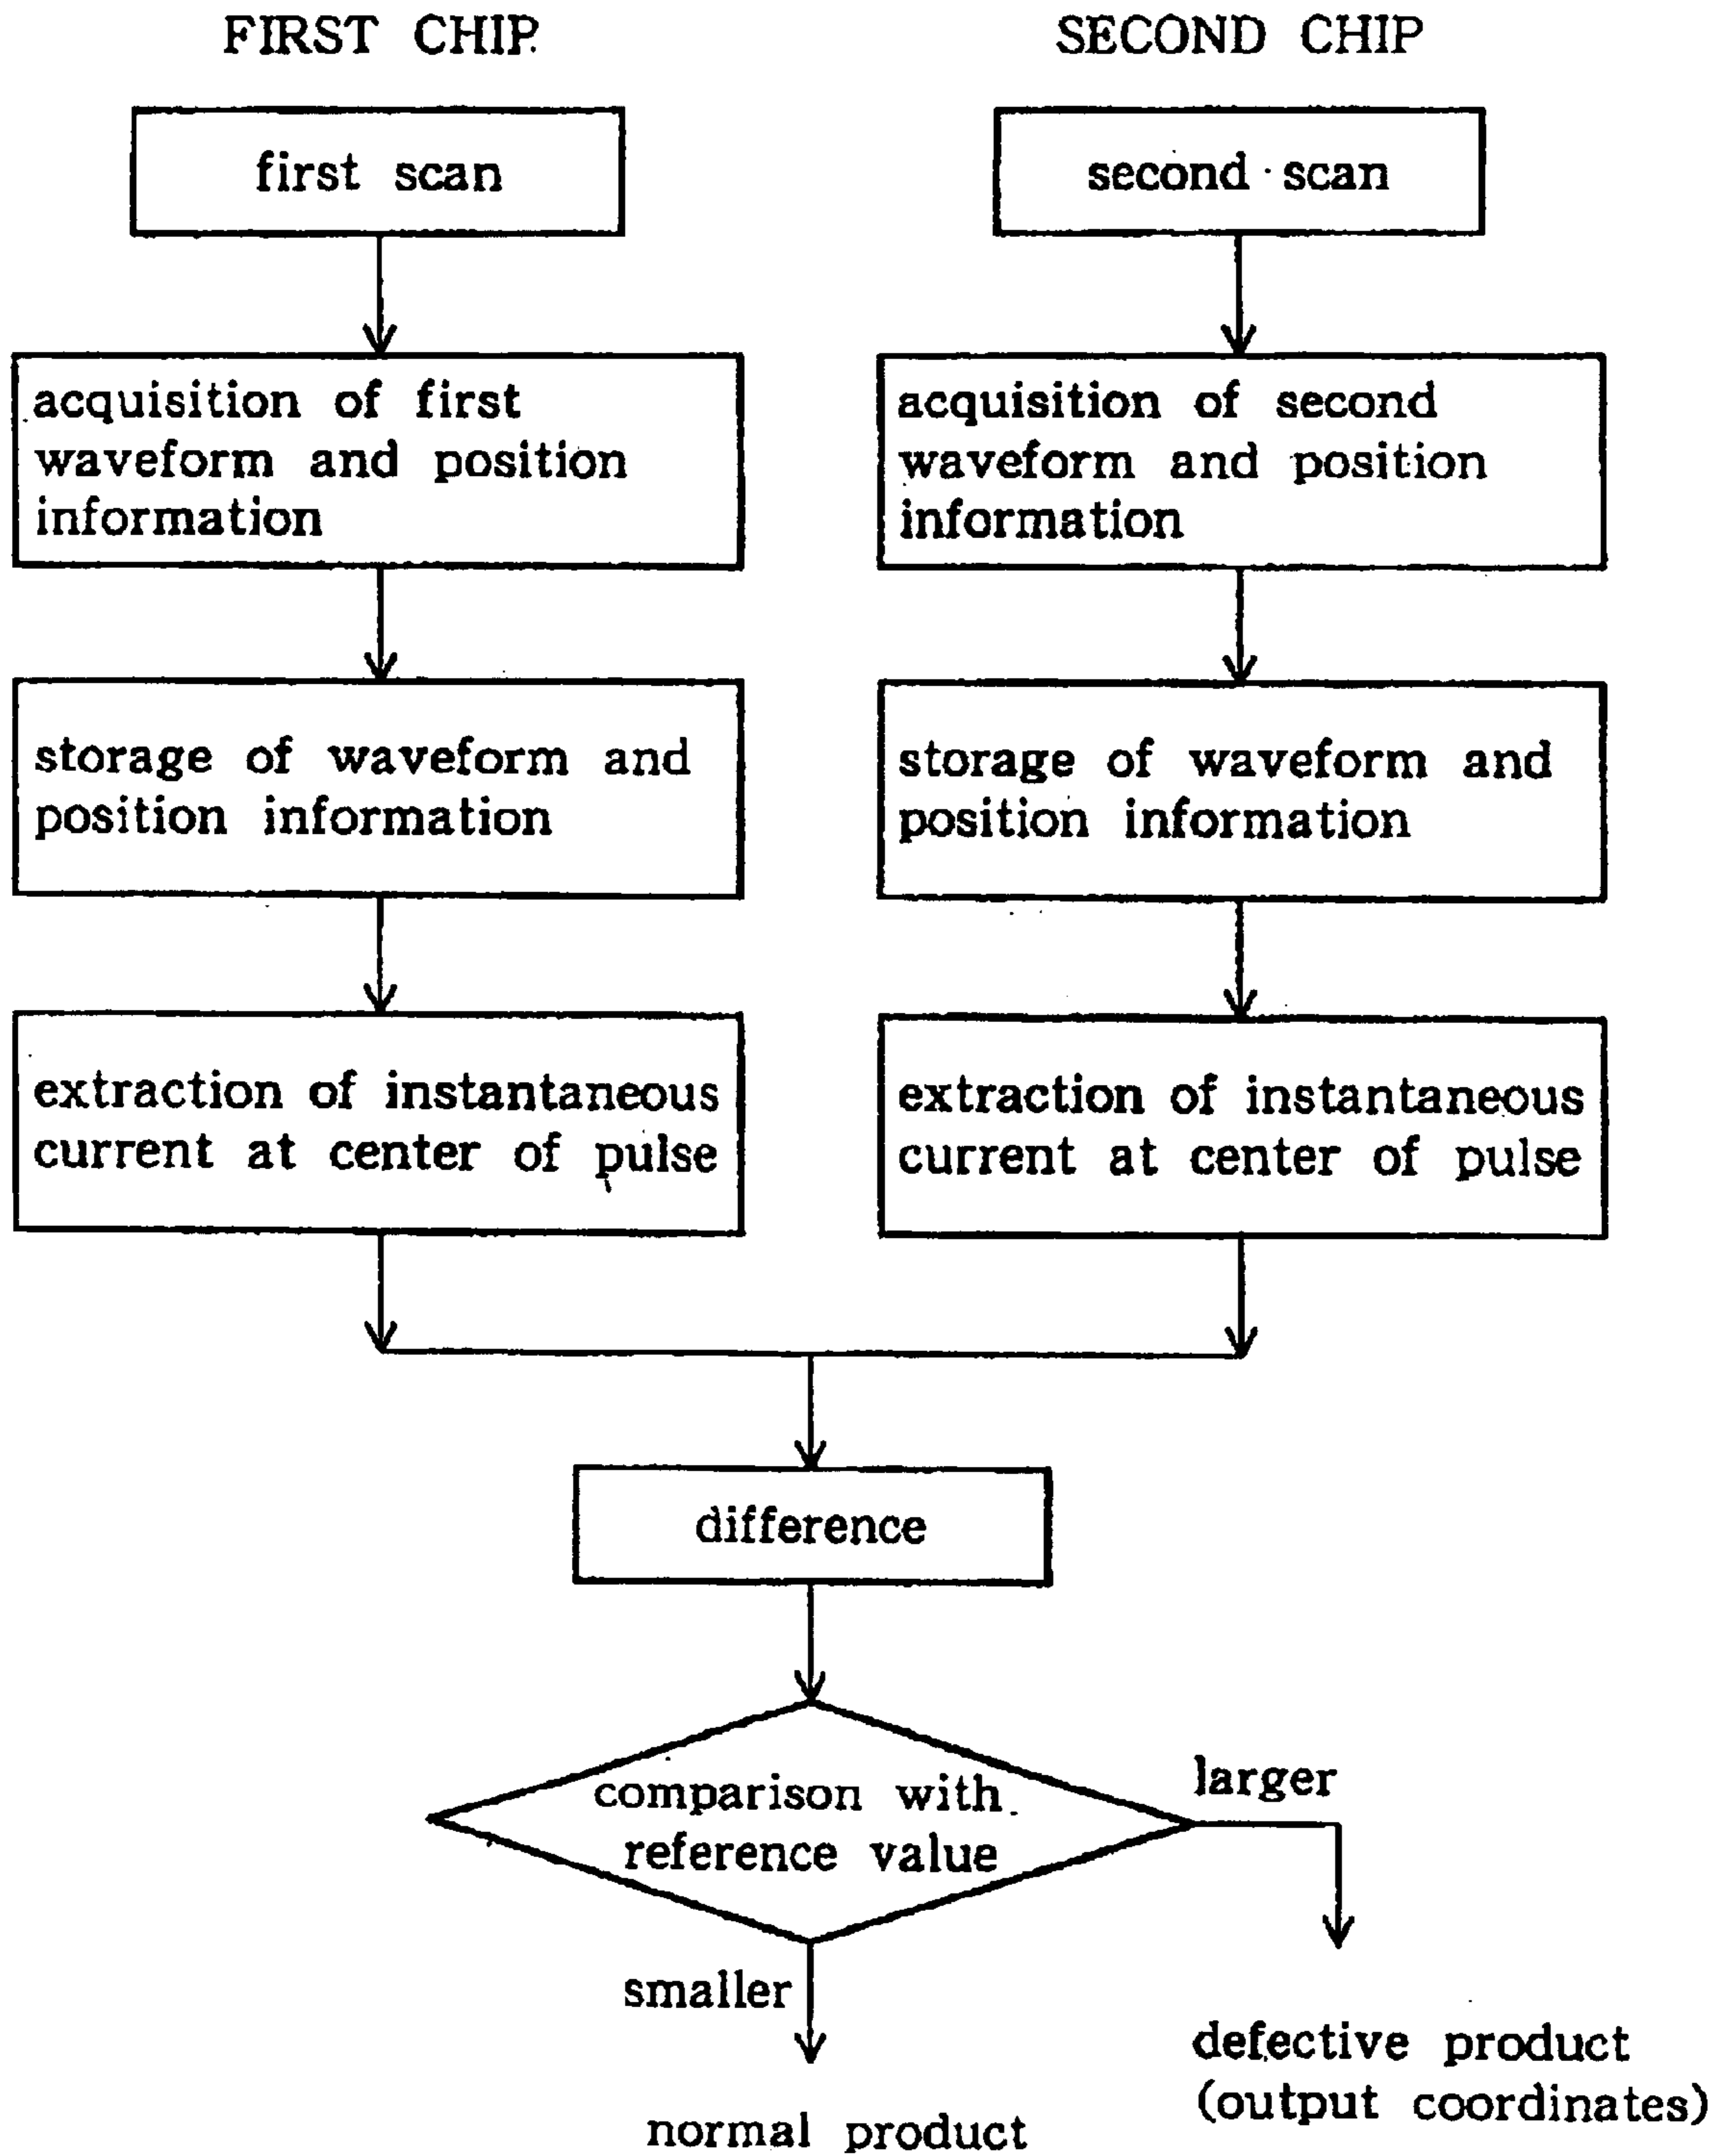 FIRST CHIP
SECOND CHIP
first scan
second scan
acquisition of first
waveform and position
information
acquisition of second
waveform and position
information
storage of waveform and
position information
storage of waveform and
position information
extraction of instantaneous
current at center of pulse
extraction of instantaneous
current at center of pulse
difference
comparison with
reference value
larger
smaller
defective product
(output coordinates)
normal product